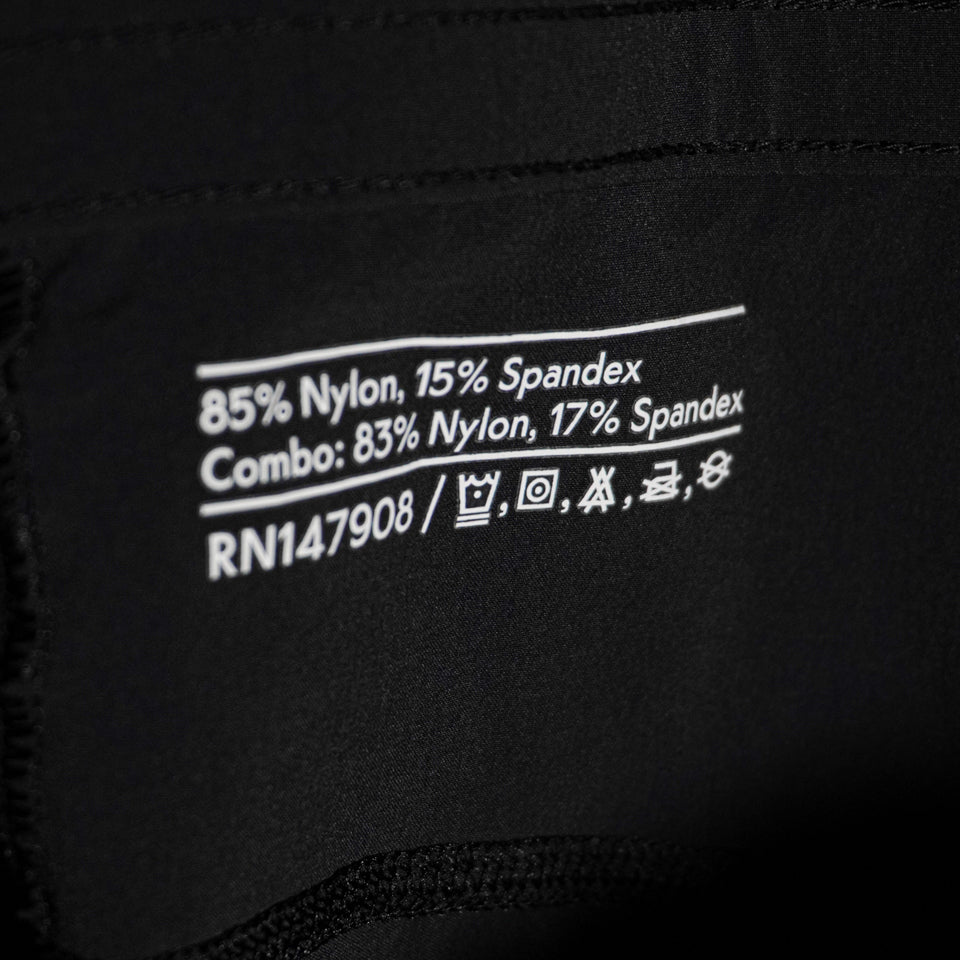 85% Nylon, 15% Spandex
Combo: 83% Nylon, 17% Spandex
RN147908 / , , , ,